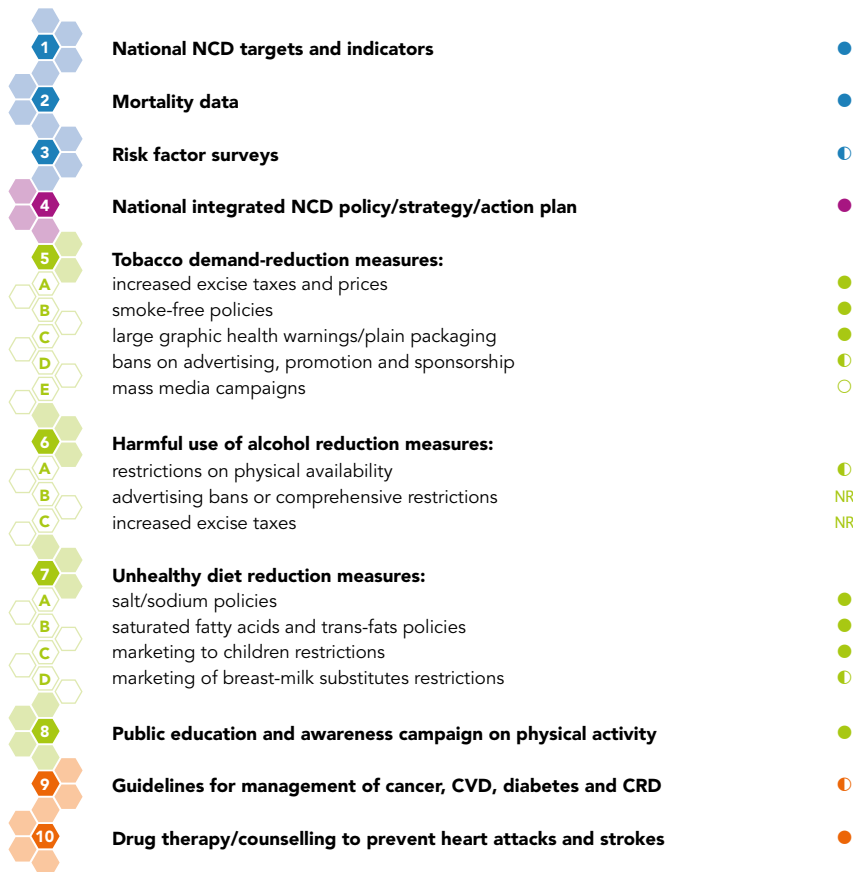 1 National NCD targets and indicators ●
2 Mortality data ●
3 Risk factor surveys ◐
4 National integrated NCD policy/strategy/action plan ●
5 Tobacco demand-reduction measures:
A increased excise taxes and prices ●
B smoke-free policies ●
C large graphic health warnings/plain packaging ●
D bans on advertising, promotion and sponsorship ◐
E mass media campaigns ○
6 Harmful use of alcohol reduction measures:
A restrictions on physical availability ◐
B advertising bans or comprehensive restrictions NR
C increased excise taxes NR
7 Unhealthy diet reduction measures:
A salt/sodium policies ●
B saturated fatty acids and trans-fats policies ●
C marketing to children restrictions ●
D marketing of breast-milk substitutes restrictions ◐
8 Public education and awareness campaign on physical activity ●
9 Guidelines for management of cancer, CVD, diabetes and CRD ◐
10 Drug therapy/counselling to prevent heart attacks and strokes ●